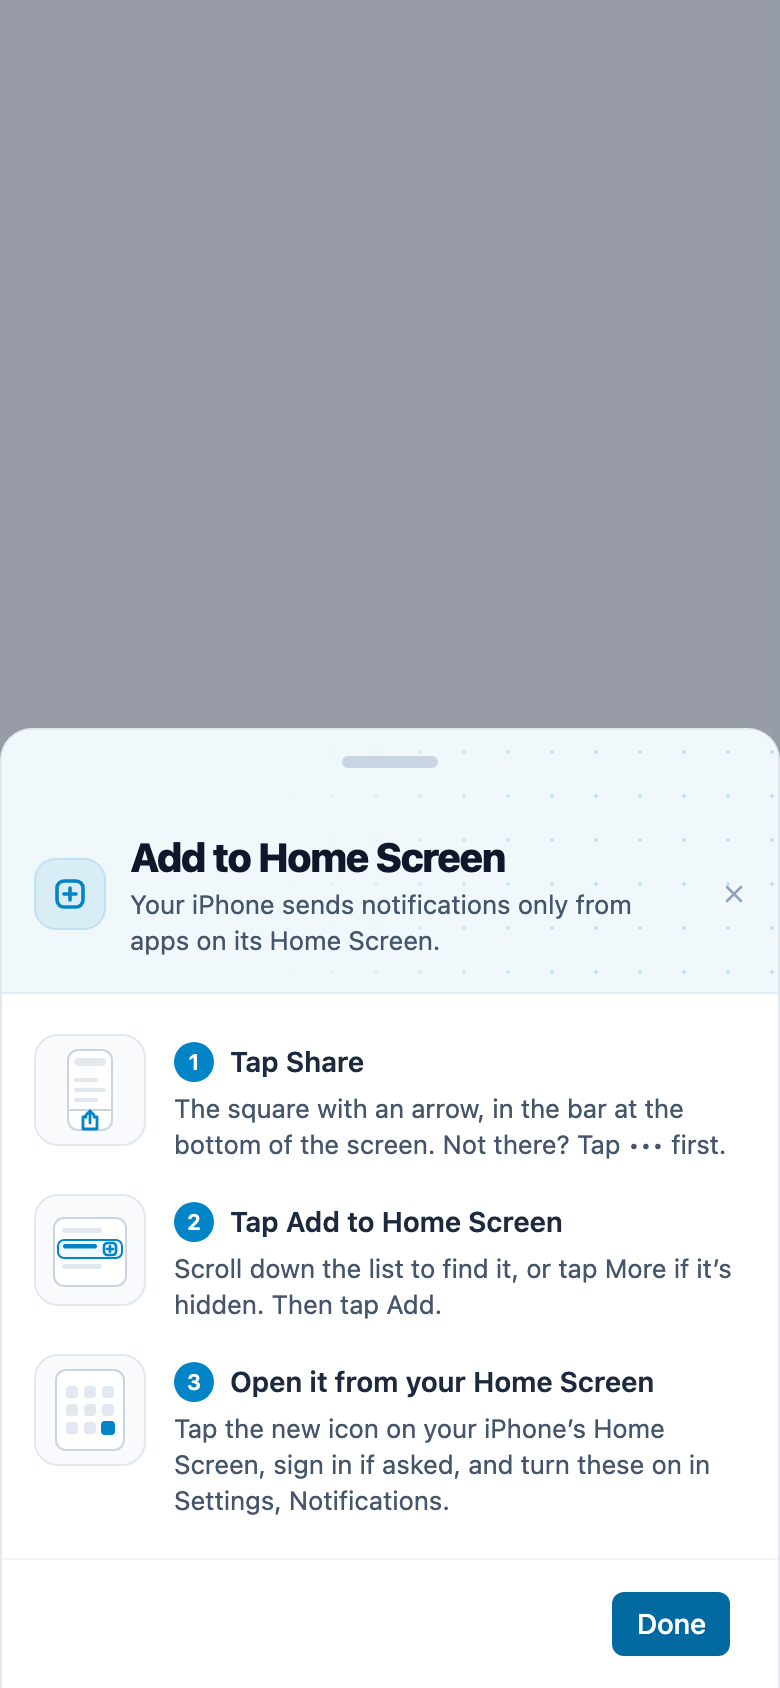 Add to Home Screen
Your iPhone sends notifications only from
apps on its Home Screen.
1 Tap Share
The square with an arrow, in the bar at the
bottom of the screen. Not there? Tap ••• first.
2 Tap Add to Home Screen
Scroll down the list to find it, or tap More if it’s
hidden. Then tap Add.
3 Open it from your Home Screen
Tap the new icon on your iPhone’s Home
Screen, sign in if asked, and turn these on in
Settings, Notifications.
Done